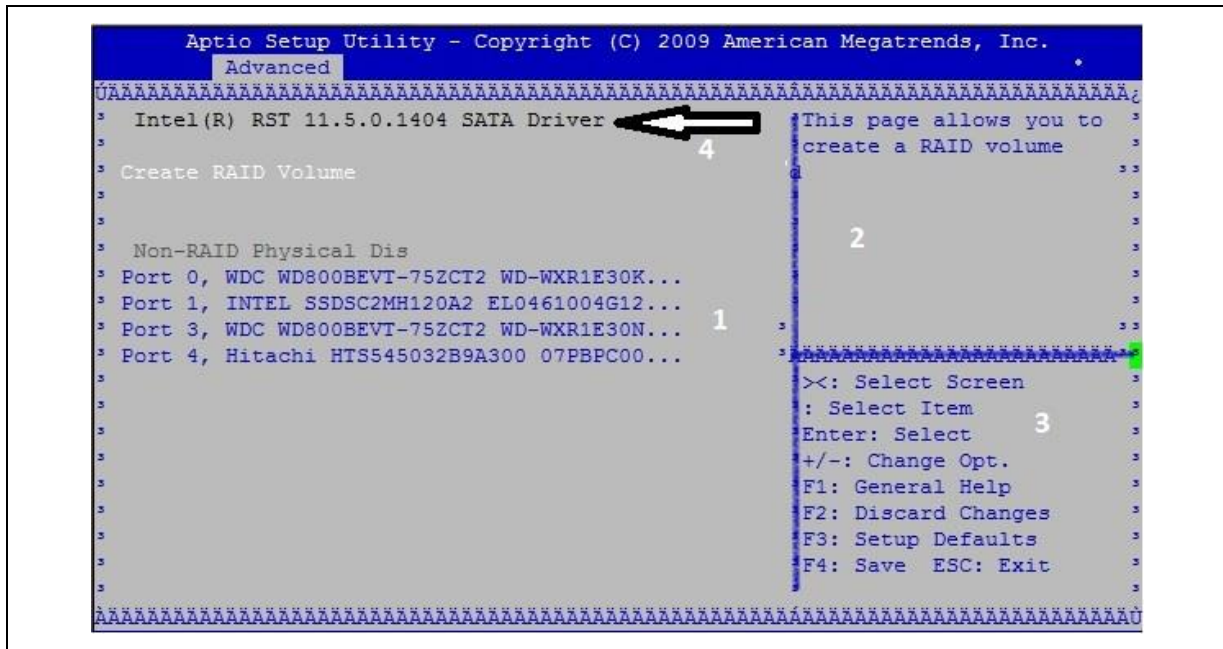 Aptio Setup Utility - Copyright (C) 2009 American Megatrends, Inc.
Advanced
Intel(R) RST 11.5.0.1404 SATA Driver
4
Create RAID Volume
Non-RAID Physical Dis
Port 0, WDC WD800BEVT-75ZCT2 WD-WXR1E30K...
Port 1, INTEL SSDSC2MH120A2 EL0461004G12...
Port 3, WDC WD800BEVT-75ZCT2 WD-WXR1E30N...
Port 4, Hitachi HTS545032B9A300 07PBPC00...
1
This page allows you to
create a RAID volume
2
><: Select Screen
: Select Item
Enter: Select
+/-: Change Opt.
F1: General Help
F2: Discard Changes
F3: Setup Defaults
F4: Save ESC: Exit
3